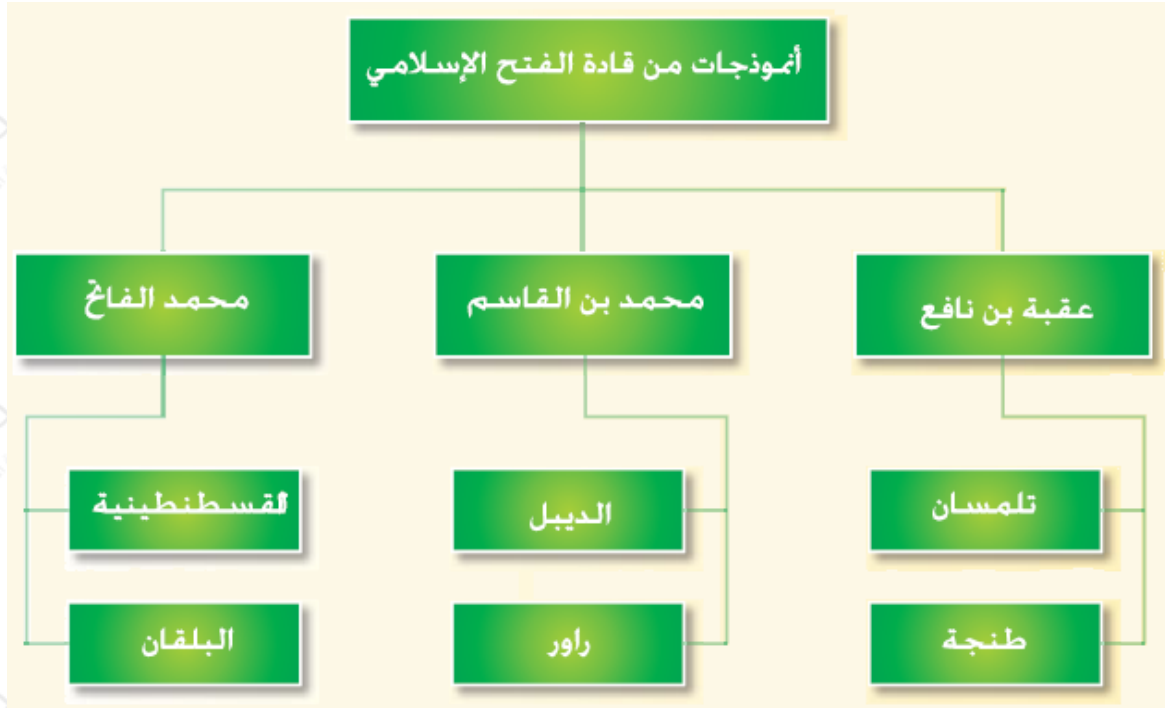 أنموذجات من قادة الفتح الإسلامي
عقبة بن نافع
محمد بن القاسم
محمد الفاتح
تلمسان
الديبل
القسطنطينية
طنجة
راور
البلقان